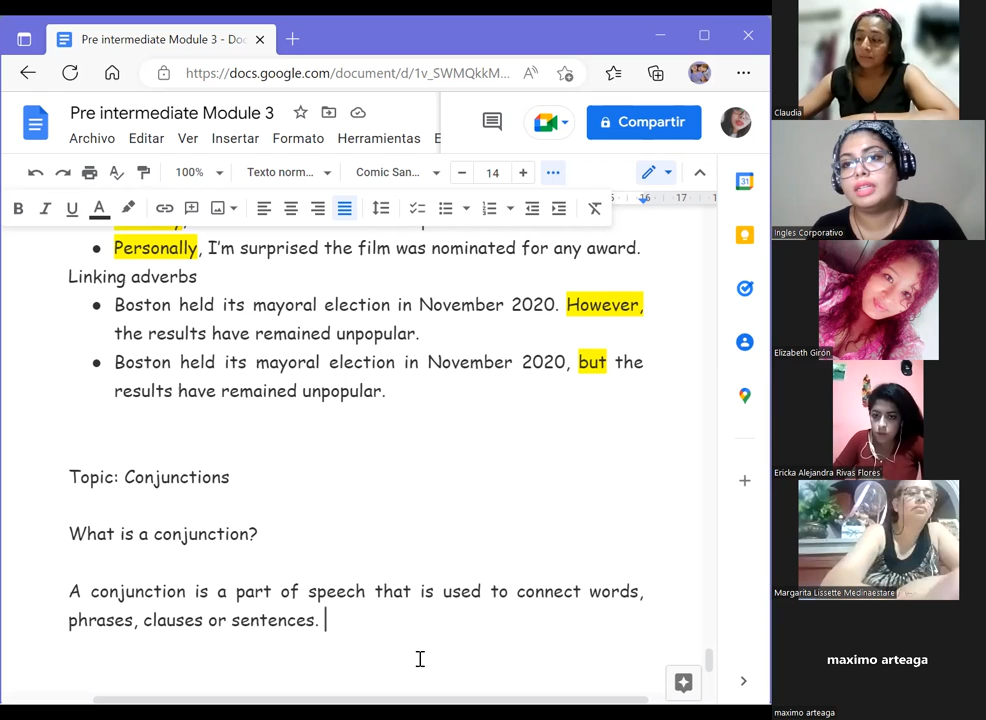 Pre intermediate Module 3 - Doc
https://docs.google.com/document/d/1v_SWMQkkM...
Pre intermediate Module 3
Compartir
Archivo Editar Ver Insertar Formato Herramientas E
100% Texto norm... Comic San... 14
16 17 1
Personally, I'm surprised the film was nominated for any award.
Linking adverbs
Boston held its mayoral election in November 2020. However,
the results have remained unpopular.
Boston held its mayoral election in November 2020, but the
results have remained unpopular.
Topic: Conjunctions
What is a conjunction?
A conjunction is a part of speech that is used to connect words,
phrases, clauses or sentences.
Claudia
Ingles Corporativo
Elizabeth Girón
Ericka Alejandra Rivas Flores
Margarita Lissette Medinaestare
maximo arteaga
maximo arteaga